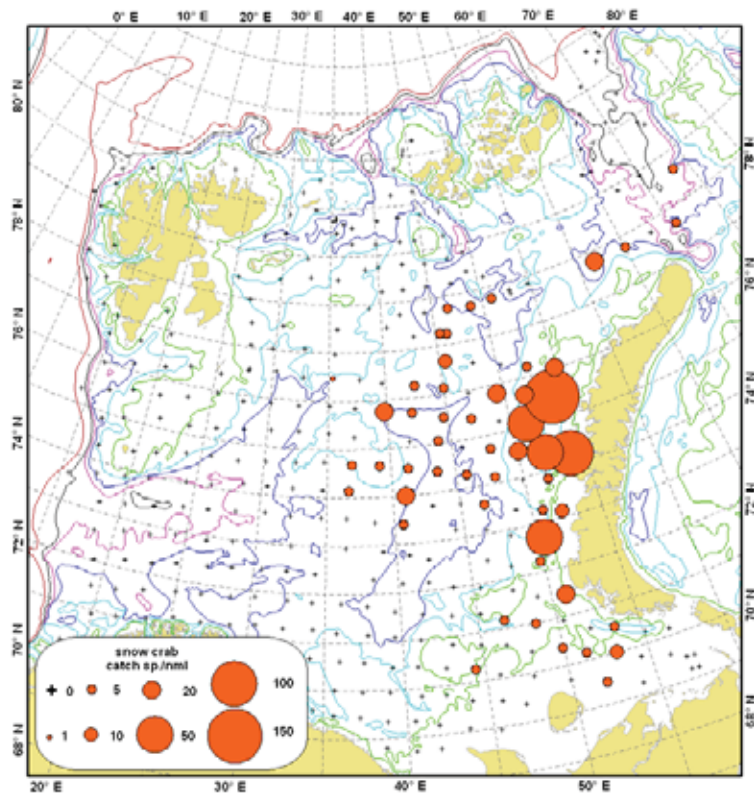 0° E 10° E 20° E 30° E 40° E 50° E 60° E 70° E 80° E
80° N
78° N
76° N
74° N
72° N
70° N
68° N
78° N
76° N
74° N
72° N
70° N
68° N
snow crab
catch sp./nml
0 5 20 100
1 10 50 150
20° E 30° E 40° E 50° E